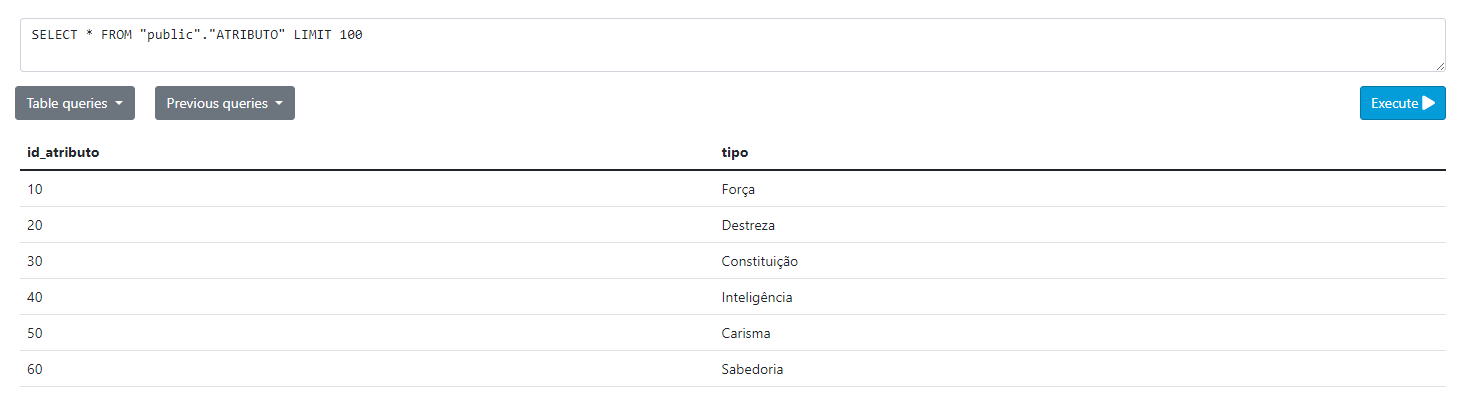 SELECT * FROM "public"."ATRIBUTO" LIMIT 100
Table queries Previous queries Execute
id_atributo tipo
10 Força
20 Destreza
30 Constituição
40 Inteligência
50 Carisma
60 Sabedoria